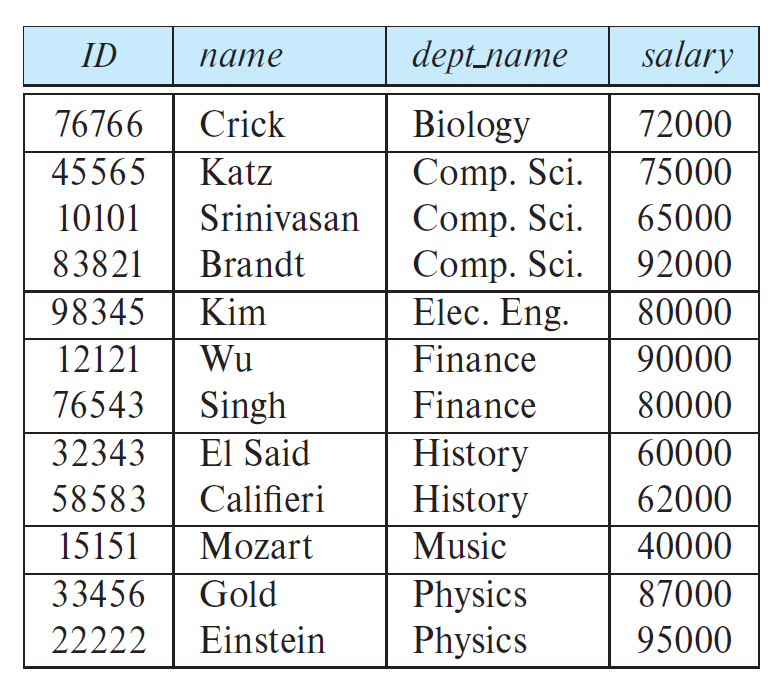 ID name dept_name salary
76766 Crick Biology 72000
45565 Katz Comp. Sci. 75000
10101 Srinivasan Comp. Sci. 65000
83821 Brandt Comp. Sci. 92000
98345 Kim Elec. Eng. 80000
12121 Wu Finance 90000
76543 Singh Finance 80000
32343 El Said History 60000
58583 Califieri History 62000
15151 Mozart Music 40000
33456 Gold Physics 87000
22222 Einstein Physics 95000